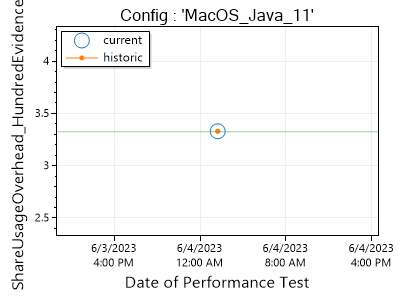 Config : 'MacOS_Java_11'
current
historic
ShareUsageOverhead_HundredEvidence
4
3.5
3
2.5
6/3/2023 6/4/2023 6/4/2023 6/4/2023
4:00 PM 12:00 AM 8:00 AM 4:00 PM
Date of Performance Test